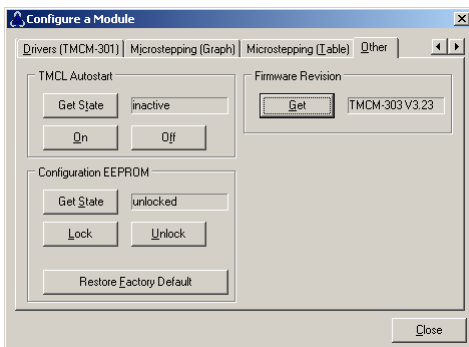 Configure a Module
Drivers (TMCM-301) Microstepping (Graph) Microstepping (Table) Other
TMCL Autostart
Get State inactive
On Off
Firmware Revision
Get TMCM-303 V3.23
Configuration EEPROM
Get State unlocked
Lock Unlock
Restore Factory Default
Close